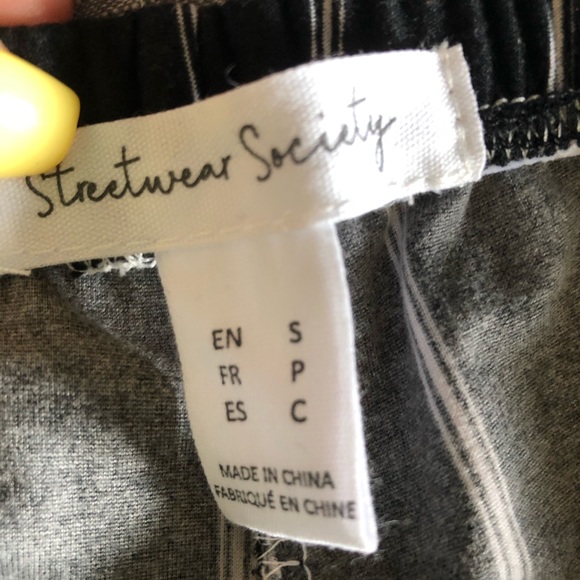 Streetwear Society
EN S
FR P
ES C
MADE IN CHINA
FABRIQUÉ EN CHINE